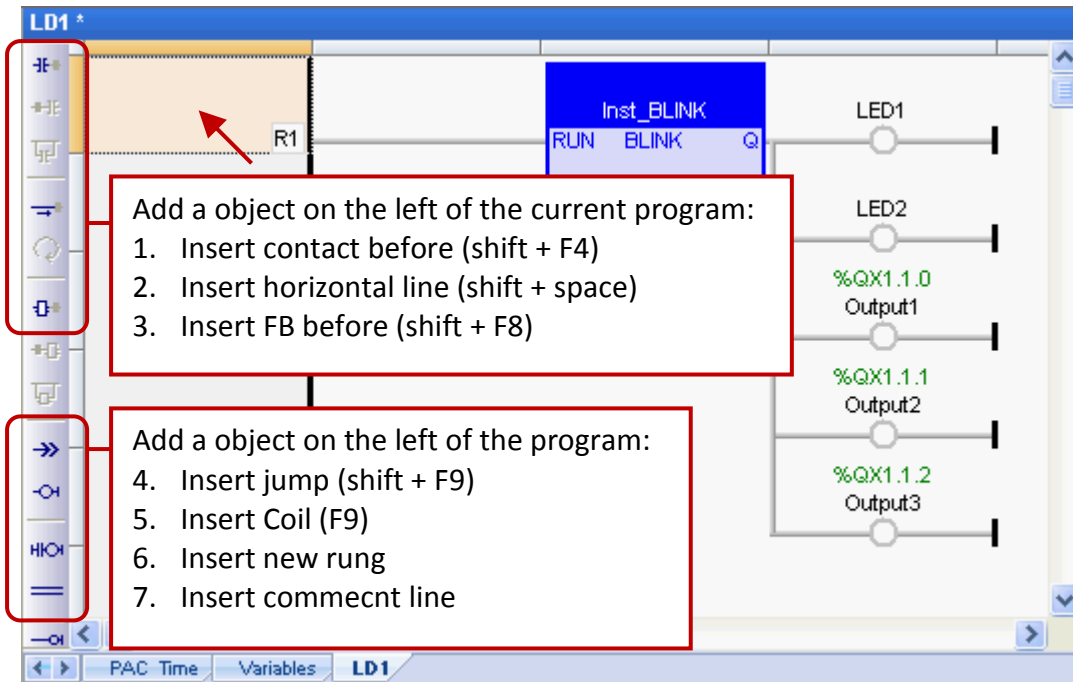 LD1 *
R1
Inst_BLINK
RUN BLINK Q
LED1
LED2
%QX1.1.0
Output1
%QX1.1.1
Output2
%QX1.1.2
Output3
Add a object on the left of the current program:
1. Insert contact before (shift + F4)
2. Insert horizontal line (shift + space)
3. Insert FB before (shift + F8)
Add a object on the left of the program:
4. Insert jump (shift + F9)
5. Insert Coil (F9)
6. Insert new rung
7. Insert commecnt line
PAC Time Variables LD1